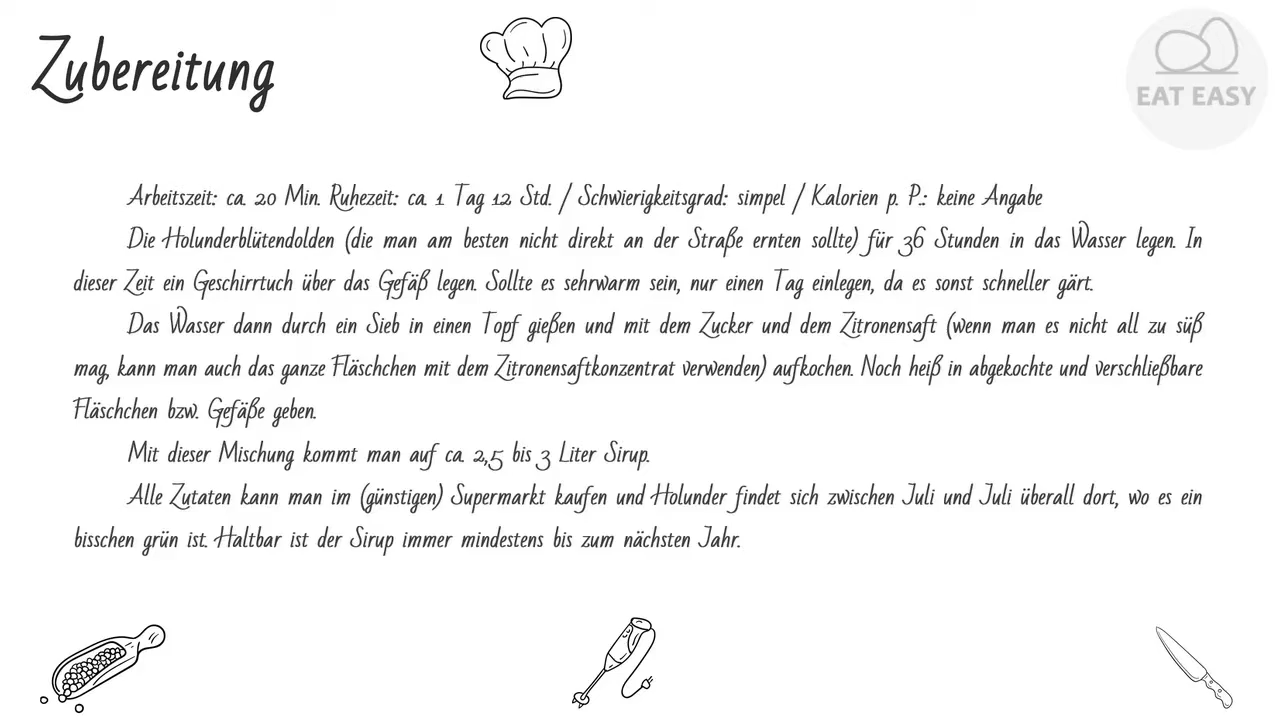 Zubereitung
EAT EASY
Arbeitszeit: ca. 20 Min. Ruhezeit: ca. 1 Tag 12 Std. / Schwierigkeitsgrad: simpel / Kalorien p. P.: keine Angabe
Die Holunderblütendolden (die man am besten nicht direkt an der Straße ernten sollte) für 36 Stunden in das Wasser legen. In
dieser Zeit ein Geschirrtuch über das Gefäß legen. Sollte es sehrwarm sein, nur einen Tag einlegen, da es sonst schneller gärt.
Das Wasser dann durch ein Sieb in einen Topf gießen und mit dem Zucker und dem Zitronensaft (wenn man es nicht all zu süß
mag, kann man auch das ganze Fläschchen mit dem Zitronensaftkonzentrat verwenden) aufkochen. Noch heiß in abgekochte und verschließbare
Fläschchen bzw. Gefäße geben.
Mit dieser Mischung kommt man auf ca. 2,5 bis 3 Liter Sirup.
Alle Zutaten kann man im (günstigen) Supermarkt kaufen und Holunder findet sich zwischen Juli und Juli überall dort, wo es ein
bisschen grün ist. Haltbar ist der Sirup immer mindestens bis zum nächsten Jahr.